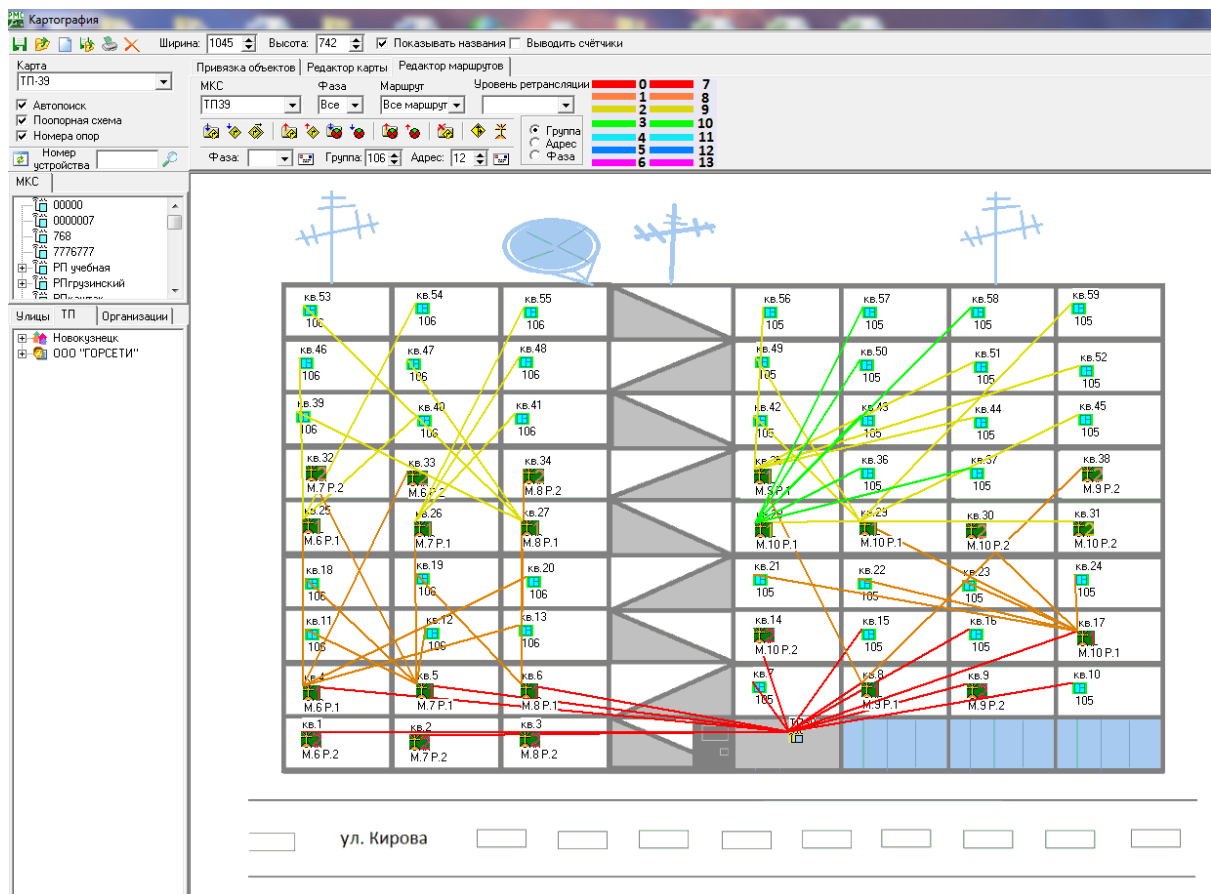 Картография
Ширина: 1045 Высота: 742 Показывать названия Выводить счётчики
Карта
ТП-39
Автопоиск
Поопорная схема
Номера опор
Номер устройства
Привязка объектов Редактор карты Редактор маршрутов
МКС Фаза Маршрут Уровень ретрансляции
ТП39 Все Все маршрут
Фаза: Группа: 106 Адрес: 12
Группа
Адрес
Фаза
0 7
1 8
2 9
3 10
4 11
5 12
6 13
МКС
00000
0000007
768
7776777
РП учебная
РПгрузинский
РПкаштак
Улицы ТП Организации
Новокузнецк
ООО "ГОРСЕТИ"
кв.53 кв.54 кв.55 кв.56 кв.57 кв.58 кв.59
106 106 106 105 105 105 105
кв.46 кв.47 кв.48 кв.49 кв.50 кв.51 кв.52
106 106 106 105 105 105 105
кв.39 кв.40 кв.41 кв.42 кв.43 кв.44 кв.45
106 106 106 105 105 105 105
кв.32 кв.33 кв.34 кв.36 кв.37 кв.38
М.7 Р.2 М.6 Р.2 М.8 Р.2 М.9 Р.1 105 105 М.9 Р.2
кв.25 кв.26 кв.27 кв.29 кв.30 кв.31
М.6 Р.1 М.7 Р.1 М.8 Р.1 М.10 Р.1 М.10 Р.1 М.10 Р.2 М.10 Р.2
кв.18 кв.19 кв.20 кв.21 кв.22 кв.23 кв.24
106 106 106 105 105 105 105
кв.11 кв.12 кв.13 кв.14 кв.15 кв.16 кв.17
106 106 106 М.10 Р.2 105 105 М.10 Р.1
кв.4 кв.5 кв.6 кв.7 кв.8 кв.9 кв.10
М.6 Р.1 М.7 Р.1 М.8 Р.1 105 М.9 Р.1 М.9 Р.2 105
кв.1 кв.2 кв.3
М.6 Р.2 М.7 Р.2 М.8 Р.2
ул. Кирова